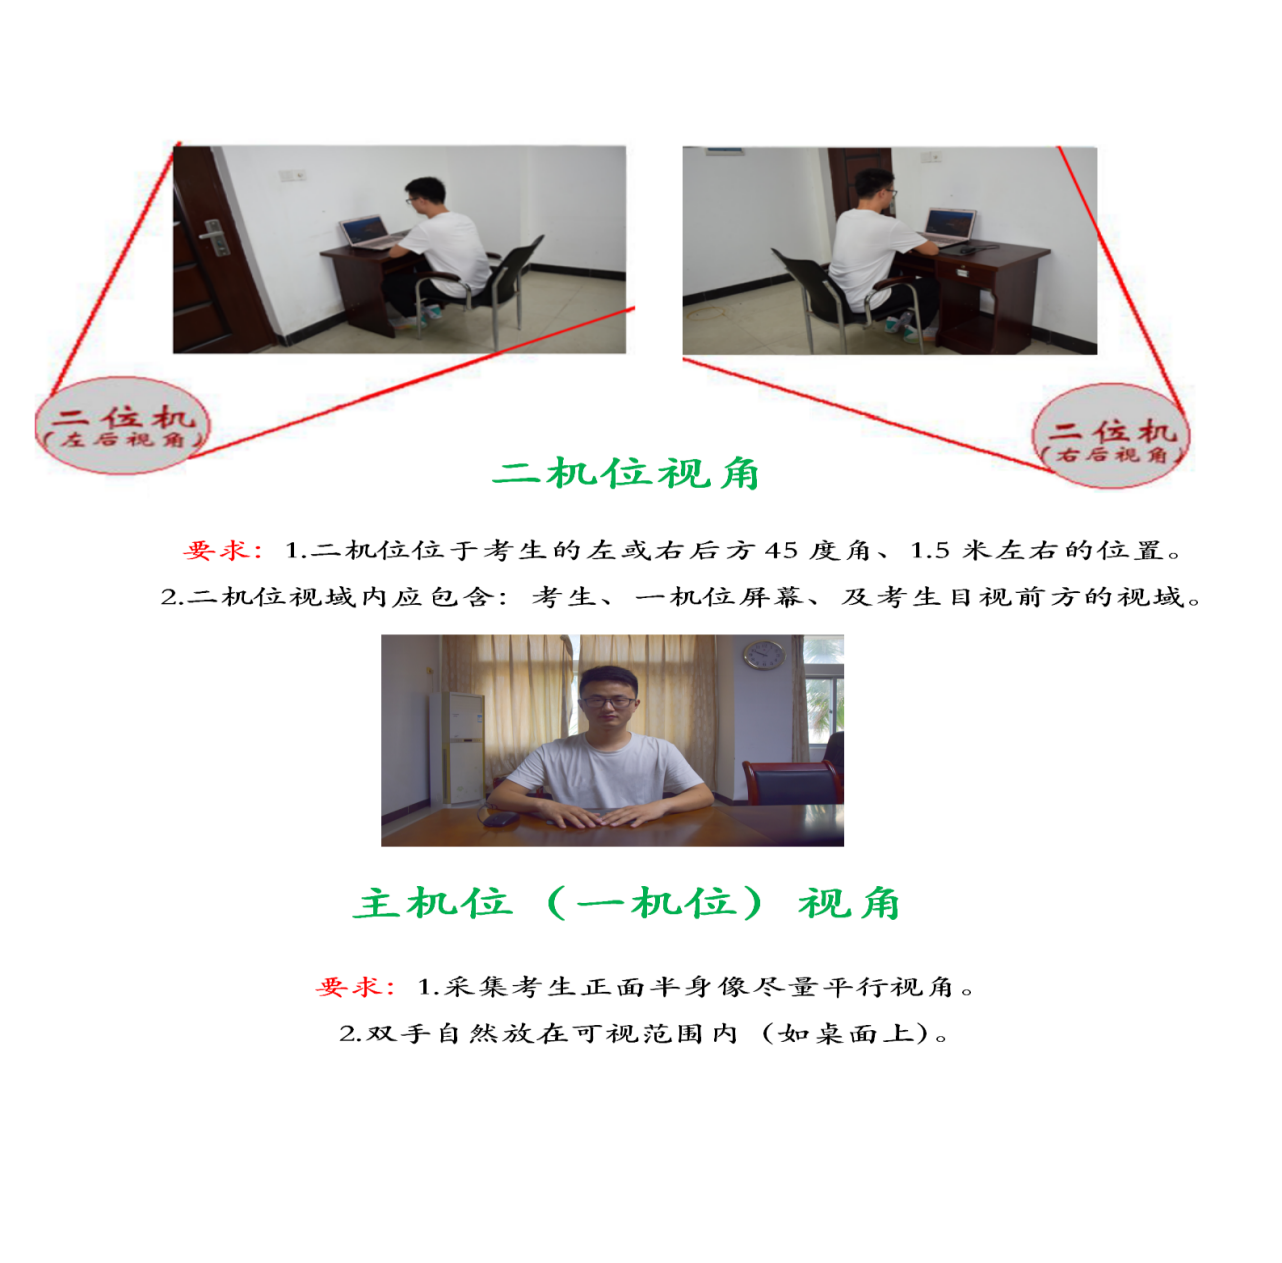 二位机
(左后视角)
二位机
(右后视角)
二机位视角
要求：1.二机位位于考生的左或右后方 45 度角、1.5 米左右的位置。
2.二机位视域内应包含：考生、一机位屏幕、及考生目视前方的视域。
主机位（一机位）视角
要求：1.采集考生正面半身像尽量平行视角。
2.双手自然放在可视范围内（如桌面上）。